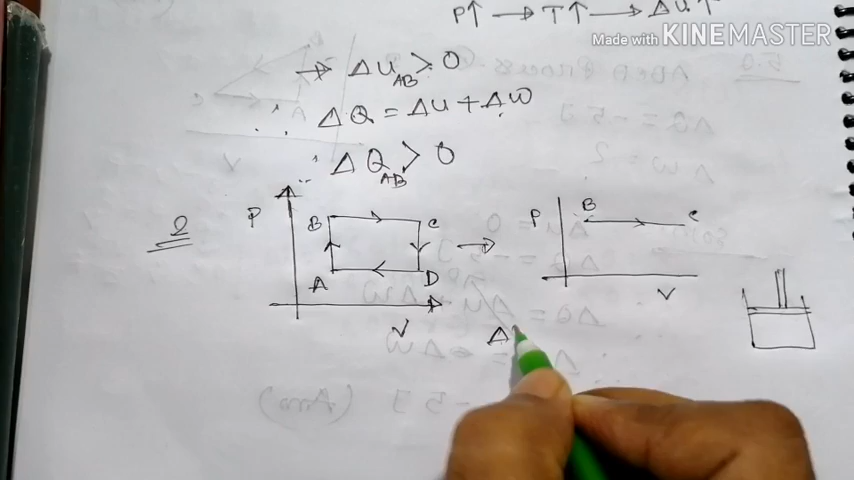 P↑ → T↑ → ΔU↑
Made with KINEMASTER
⇒ ΔU_AB > 0
∴ ΔQ = ΔU + ΔW
∴ ΔQ_AB > 0
2
P
B
C
A
D
V
→
P
B
C
V
Δ